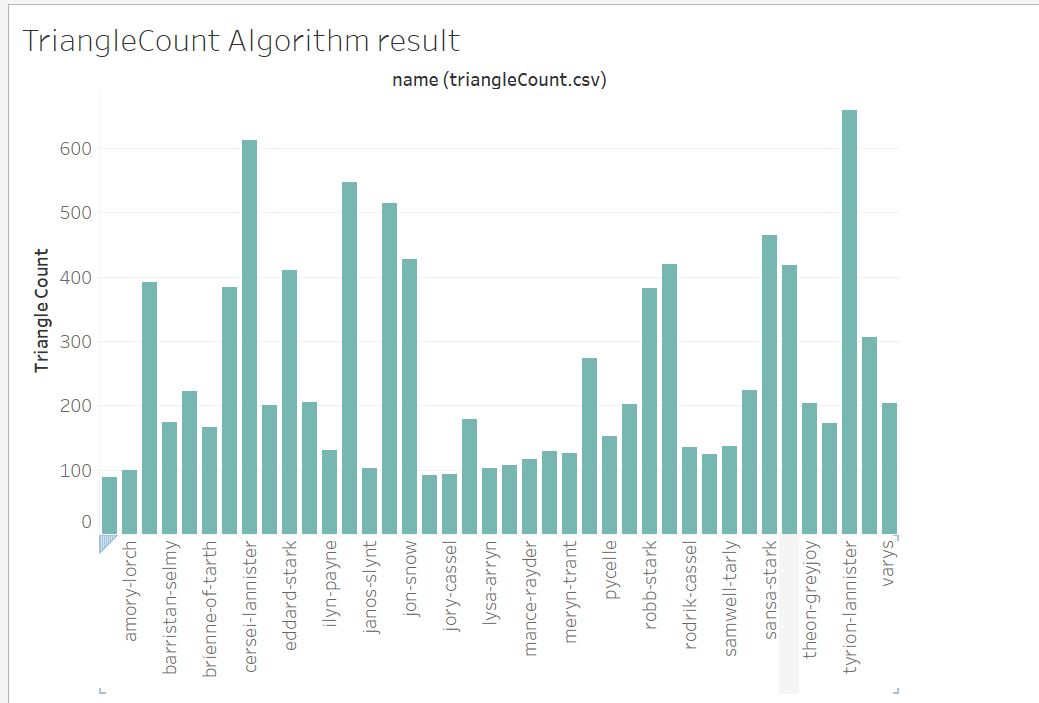 TriangleCount Algorithm result
name (triangleCount.csv)
Triangle Count
600
500
400
300
200
100
0
amory-lorch
barristan-selmy
brienne-of-tarth
cersei-lannister
eddard-stark
ilyn-payne
janos-slynt
jon-snow
jory-cassel
lysa-arryn
mance-rayder
meryn-trant
pycelle
robb-stark
rodrik-cassel
samwell-tarly
sansa-stark
theon-greyjoy
tyrion-lannister
varys